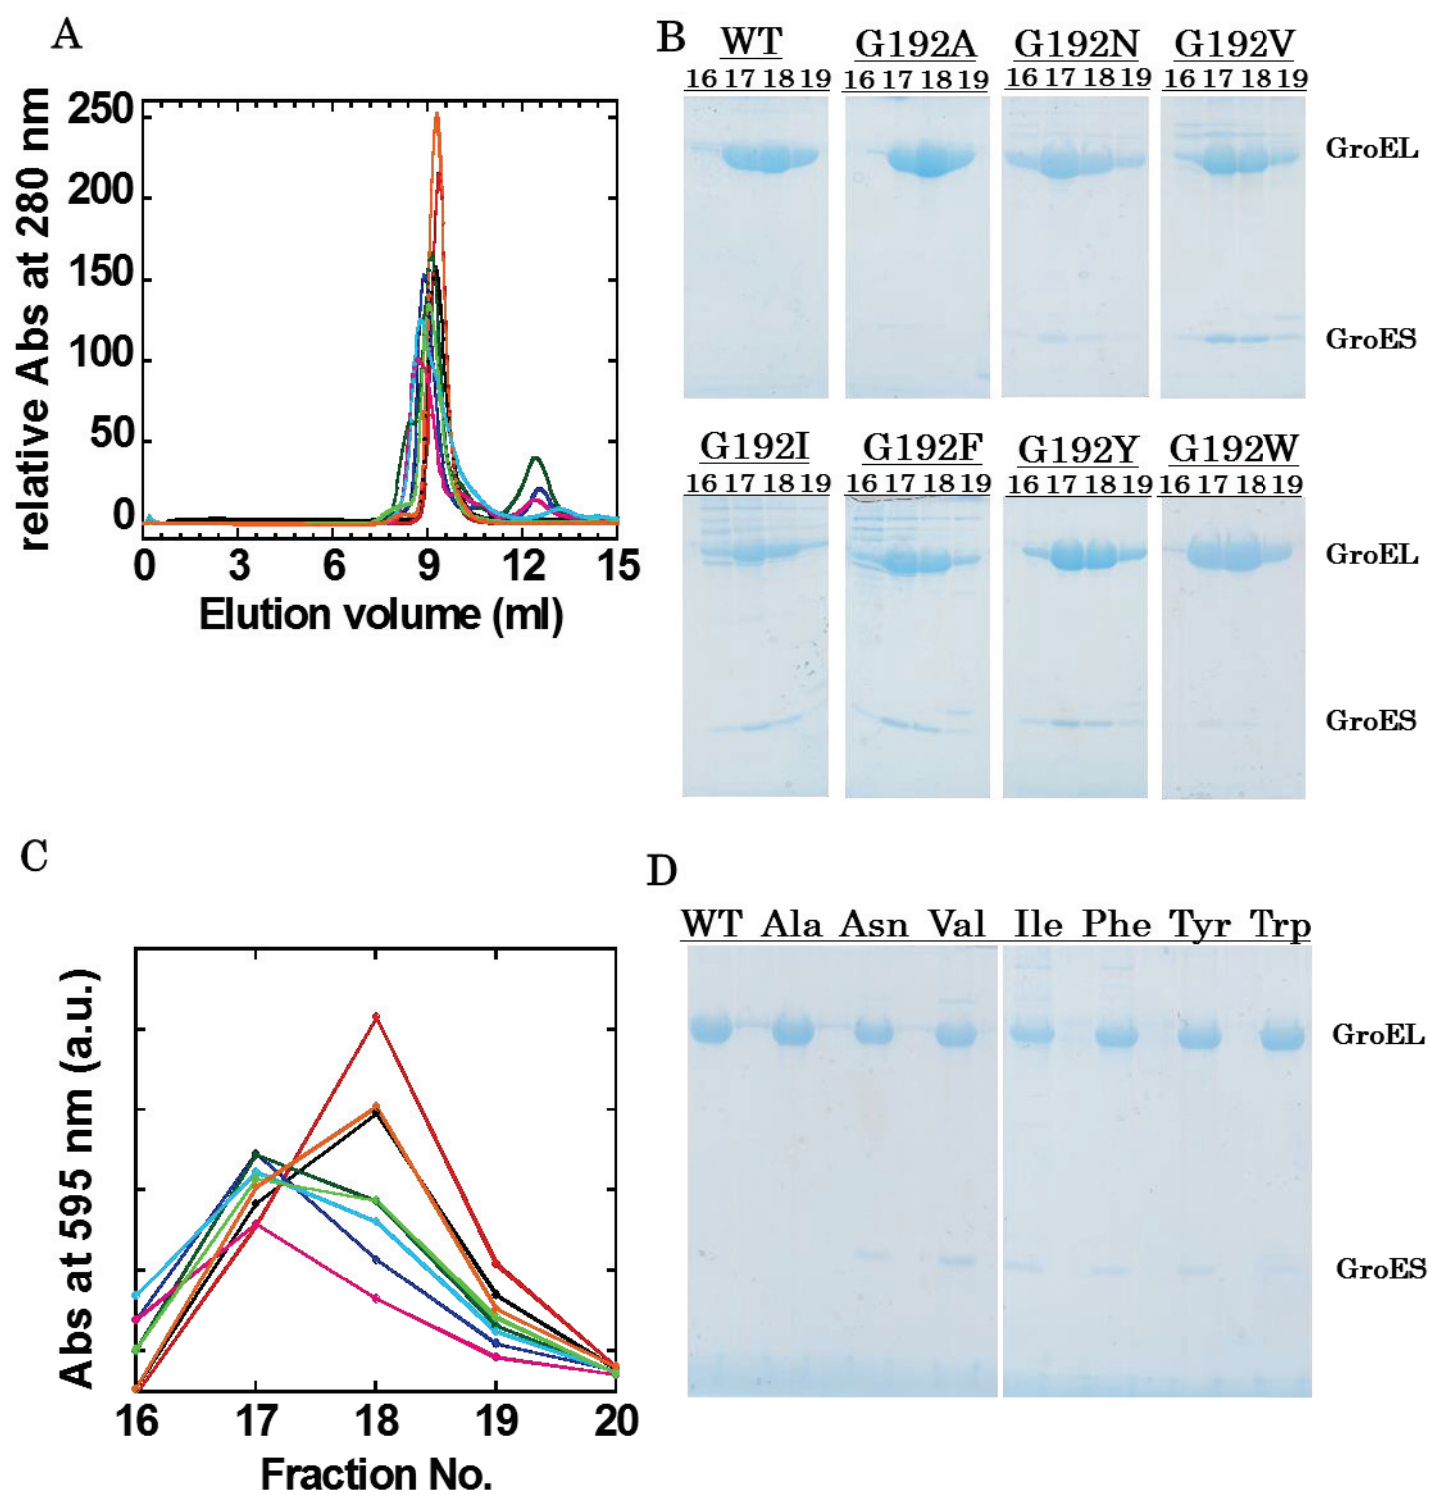 A
relative Abs at 280 nm
250
200
150
100
50
0
0 3 6 9 12 15
Elution volume (ml)
B
WT G192A G192N G192V
16 17 18 19 16 17 18 19 16 17 18 19 16 17 18 19
GroEL
GroES
G192I G192F G192Y G192W
16 17 18 19 16 17 18 19 16 17 18 19 16 17 18 19
GroEL
GroES
C
Abs at 595 nm (a.u.)
16 17 18 19 20
Fraction No.
D
WT Ala Asn Val Ile Phe Tyr Trp
GroEL
GroES